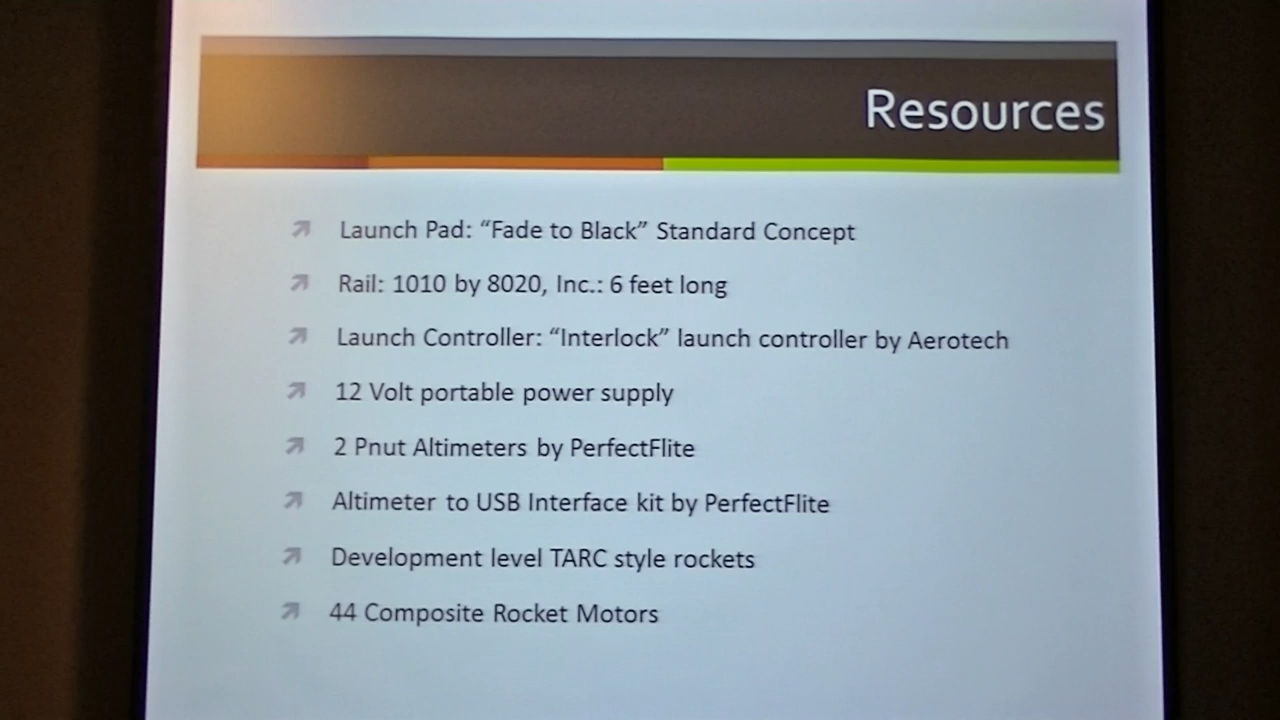 Resources
Launch Pad: “Fade to Black” Standard Concept
Rail: 1010 by 8020, Inc.: 6 feet long
Launch Controller: “Interlock” launch controller by Aerotech
12 Volt portable power supply
2 Pnut Altimeters by PerfectFlite
Altimeter to USB Interface kit by PerfectFlite
Development level TARC style rockets
44 Composite Rocket Motors